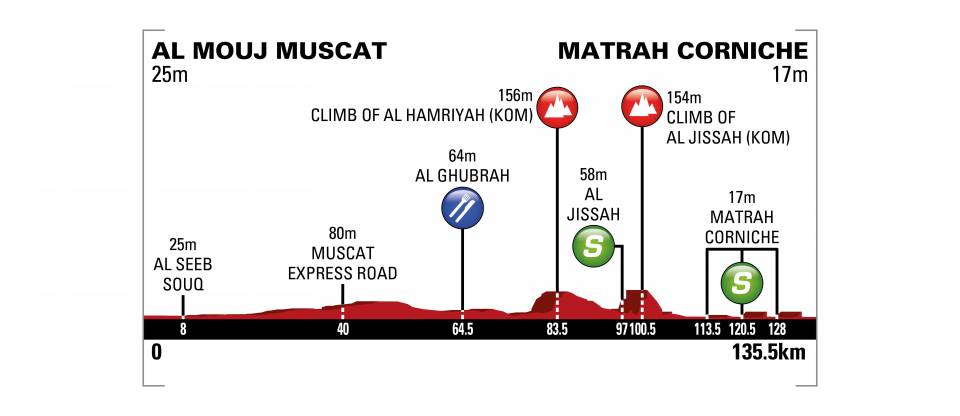 AL MOUJ MUSCAT
25m
MATRAH CORNICHE
17m
156m
CLIMB OF AL HAMRIYAH (KOM)
154m
CLIMB OF
AL JISSAH (KOM)
64m
AL GHUBRAH
58m
AL
JISSAH
S
17m
MATRAH
CORNICHE
S
80m
MUSCAT
EXPRESS ROAD
25m
AL SEEB
SOUQ
8 40 64.5 83.5 97 100.5 113.5 120.5 128
0 135.5km